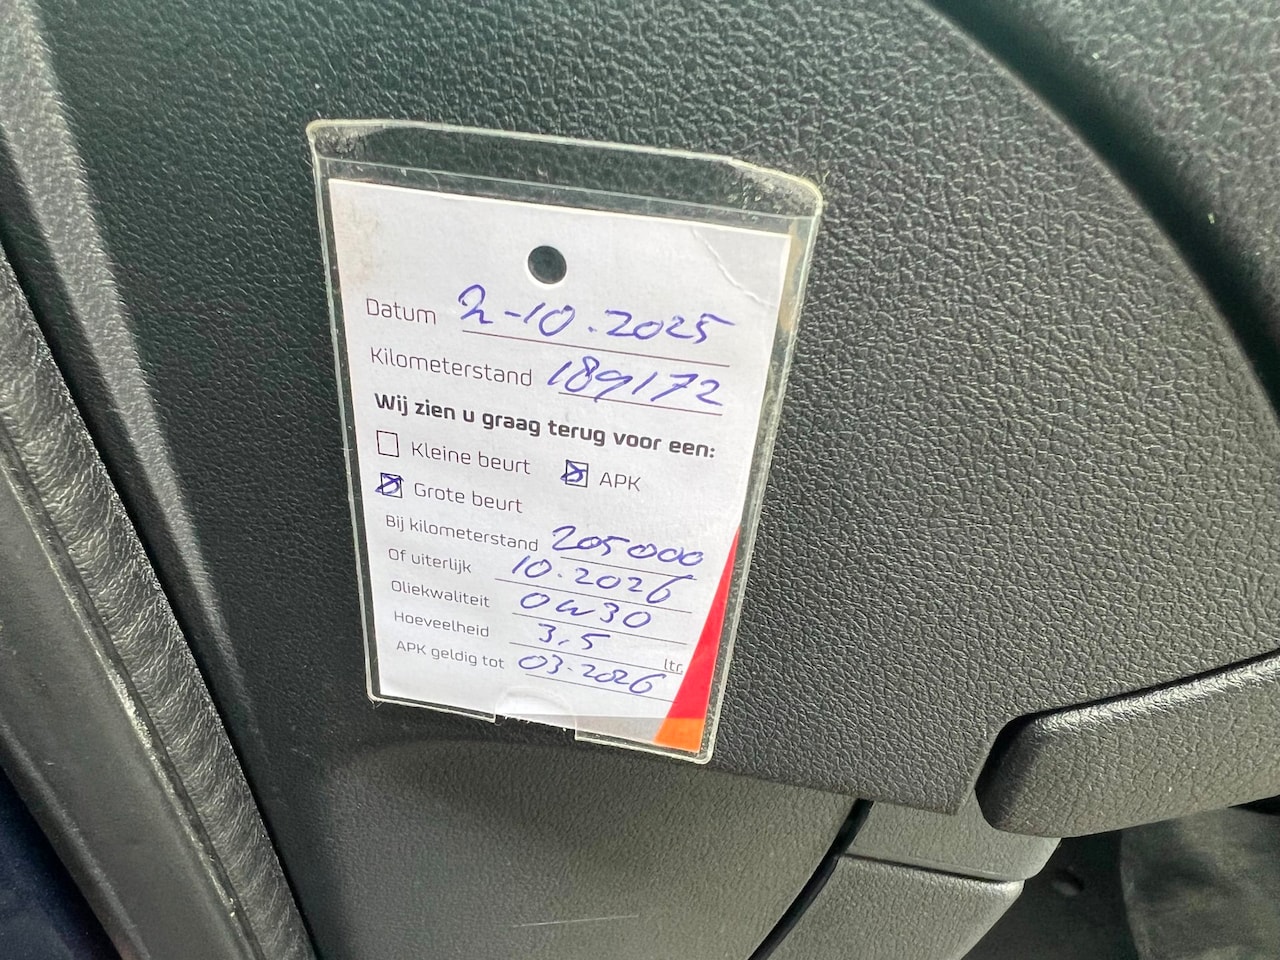 Datum 2-10.2025
Kilometerstand 189172
Wij zien u graag terug voor een:
Kleine beurt APK
Grote beurt
Bij kilometerstand 205000
Of uiterlijk 10.2026
Oliekwaliteit 0w30
Hoeveelheid 3,5 ltr.
APK geldig tot 03-2026